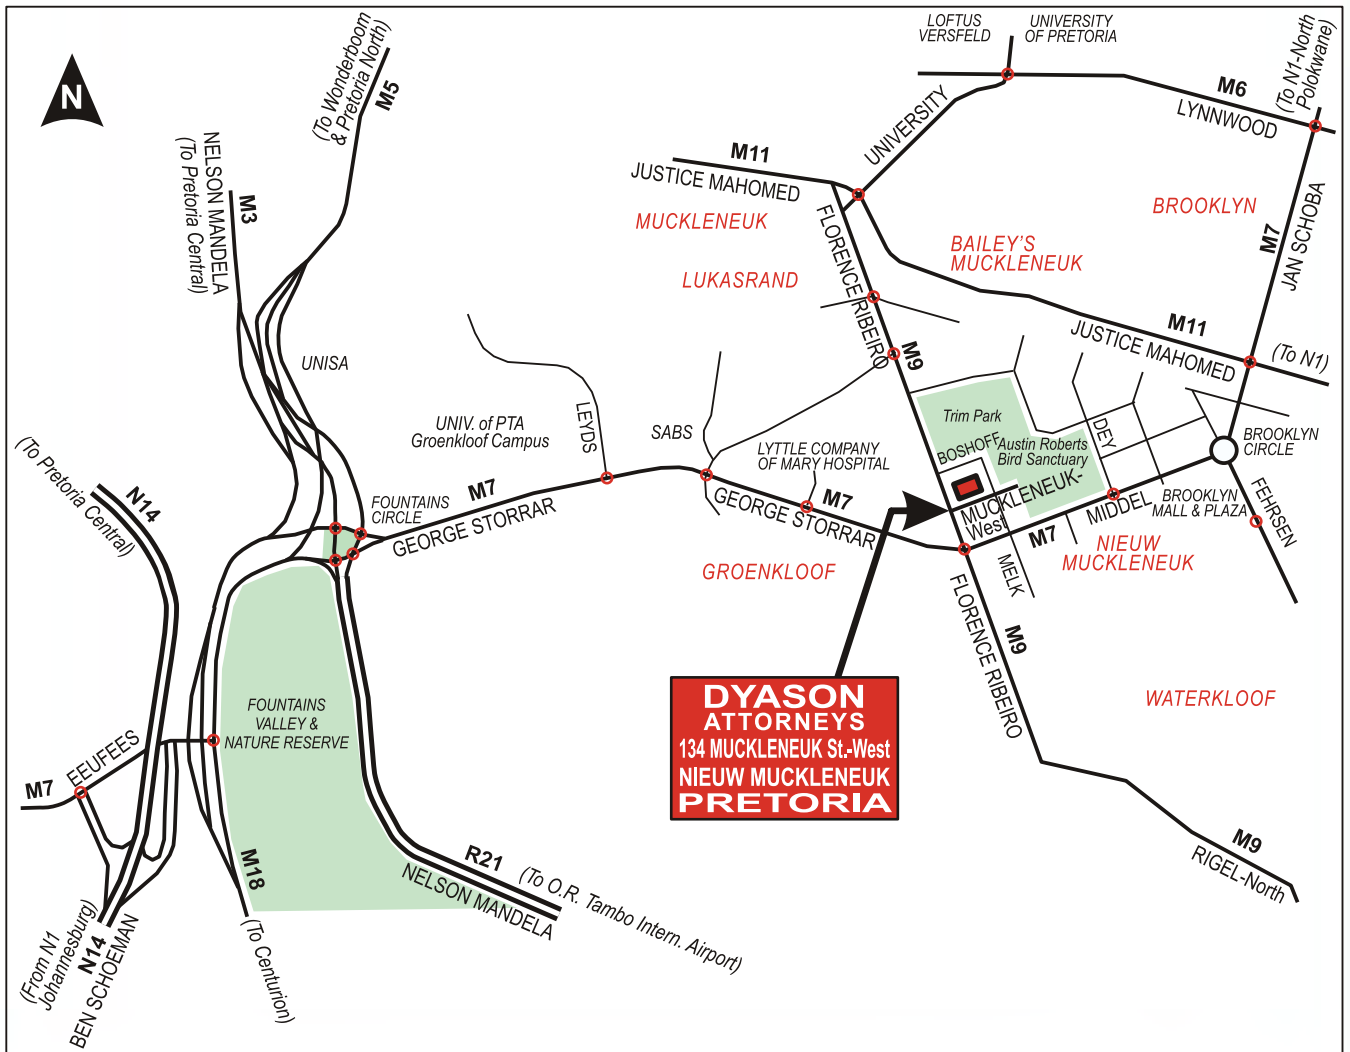 LOFTUS
VERSFELD
UNIVERSITY
OF PRETORIA
(To N1-North
Polokwane)
(To Wonderboom
& Pretoria North)
M5
N
M6
LYNNWOOD
UNIVERSITY
NELSON MANDELA
(To Pretoria Central)
M3
M11
JUSTICE MAHOMED
MUCKLENEUK
FLORENCE RIBEIRO
BROOKLYN
M7
JAN SCHOBA
BAILEY'S
MUCKLENEUK
LUKASRAND
M11
JUSTICE MAHOMED
(To N1)
M9
UNISA
UNIV. of PTA
Groenkloof Campus
LEYDS
SABS
LYTTLE COMPANY
OF MARY HOSPITAL
Trim Park
BOSHOFF
Austin Roberts
Bird Sanctuary
DEY
BROOKLYN
CIRCLE
(To Pretoria Central)
N14
FOUNTAINS
CIRCLE
M7
GEORGE STORRAR
M7
GEORGE STORRAR
MUCKLENEUK-
West
M7
MIDDEL
BROOKLYN
MALL & PLAZA
FEHRSEN
NIEUW
MUCKLENEUK
GROENKLOOF
MELK
FLORENCE RIBEIRO
M9
WATERKLOOF
FOUNTAINS
VALLEY &
NATURE RESERVE
DYASON
ATTORNEYS
134 MUCKLENEUK St.-West
NIEUW MUCKLENEUK
PRETORIA
M7
EEUFEES
M9
RIGEL-North
M18
(To Centurion)
R21
NELSON MANDELA
(To O.R. Tambo Intern. Airport)
(From N1
Johannesburg)
N14
BEN SCHOEMAN